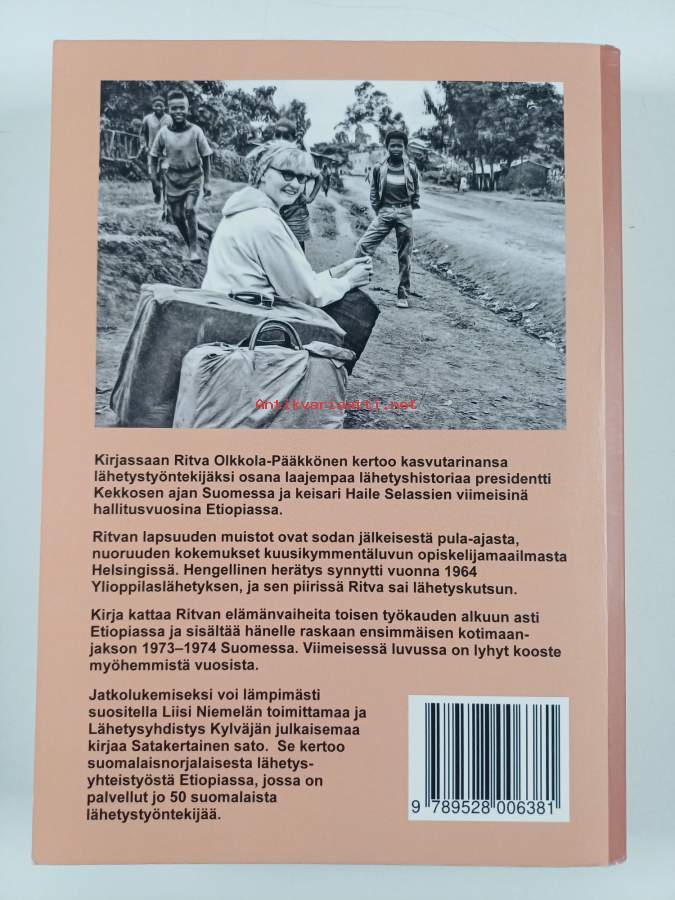 Antikvariaatti.net
Kirjassaan Ritva Olkkola-Pääkkönen kertoo kasvutarinansa
lähetystyöntekijäksi osana laajempaa lähetyshistoriaa presidentti
Kekkosen ajan Suomessa ja keisari Haile Selassien viimeisinä
hallitusvuosina Etiopiassa.
Ritvan lapsuuden muistot ovat sodan jälkeisestä pula-ajasta,
nuoruuden kokemukset kuusikymmentäluvun opiskelijamaailmasta
Helsingissä. Hengellinen herätys synnytti vuonna 1964
Ylioppilaslähetyksen, ja sen piirissä Ritva sai lähetyskutsun.
Kirja kattaa Ritvan elämänvaiheita toisen työkauden alkuun asti
Etiopiassa ja sisältää hänelle raskaan ensimmäisen kotimaan-
jakson 1973–1974 Suomessa. Viimeisessä luvussa on lyhyt kooste
myöhemmistä vuosista.
Jatkolukemiseksi voi lämpimästi
suositella Liisi Niemelän toimittamaa ja
Lähetysyhdistys Kylväjän julkaisemaa
kirjaa Satakertainen sato. Se kertoo
suomalaisnorjalaisesta lähetys-
yhteistyöstä Etiopiassa, jossa on
palvellut jo 50 suomalaista
lähetystyöntekijää.
9 789528 006381